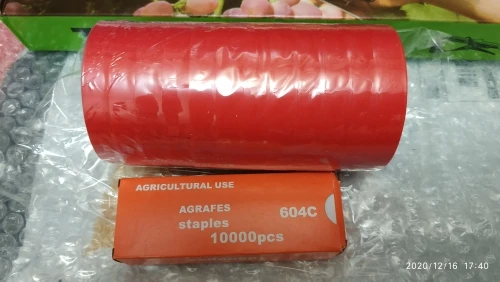 AGRICULTURAL USE
AGRAFES 604C
staples
10000pcs
2020/12/16 17:40